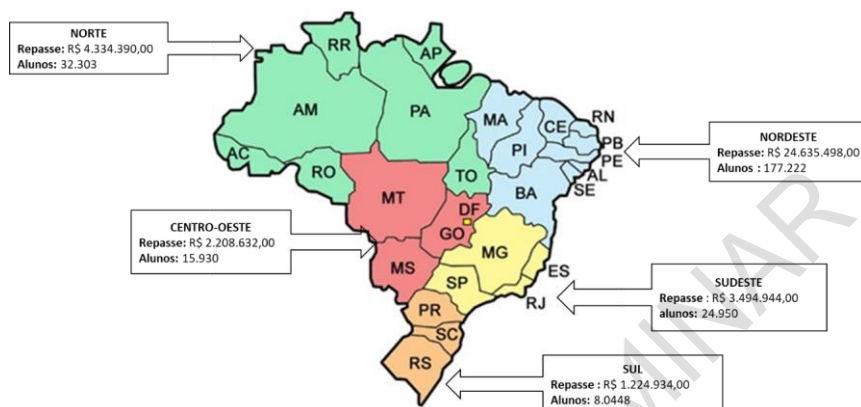 NORTE
Repasse: R$ 4.334.390,00
Alunos: 32.303
RR
AP
AM
PA
AC
RO
TO
MA
PI
CE
RN
PB
PE
AL
SE
BA
NORDESTE
Repasse: R$ 24.635.498,00
Alunos : 177.222
MT
DF
GO
MS
CENTRO-OESTE
Repasse: R$ 2.208.632,00
Alunos: 15.930
MG
ES
SP
RJ
SUDESTE
Repasse : R$ 3.494.944,00
alunos: 24.950
PR
SC
RS
SUL
Repasse : R$ 1.224.934,00
Alunos: 8.0448
MINAR